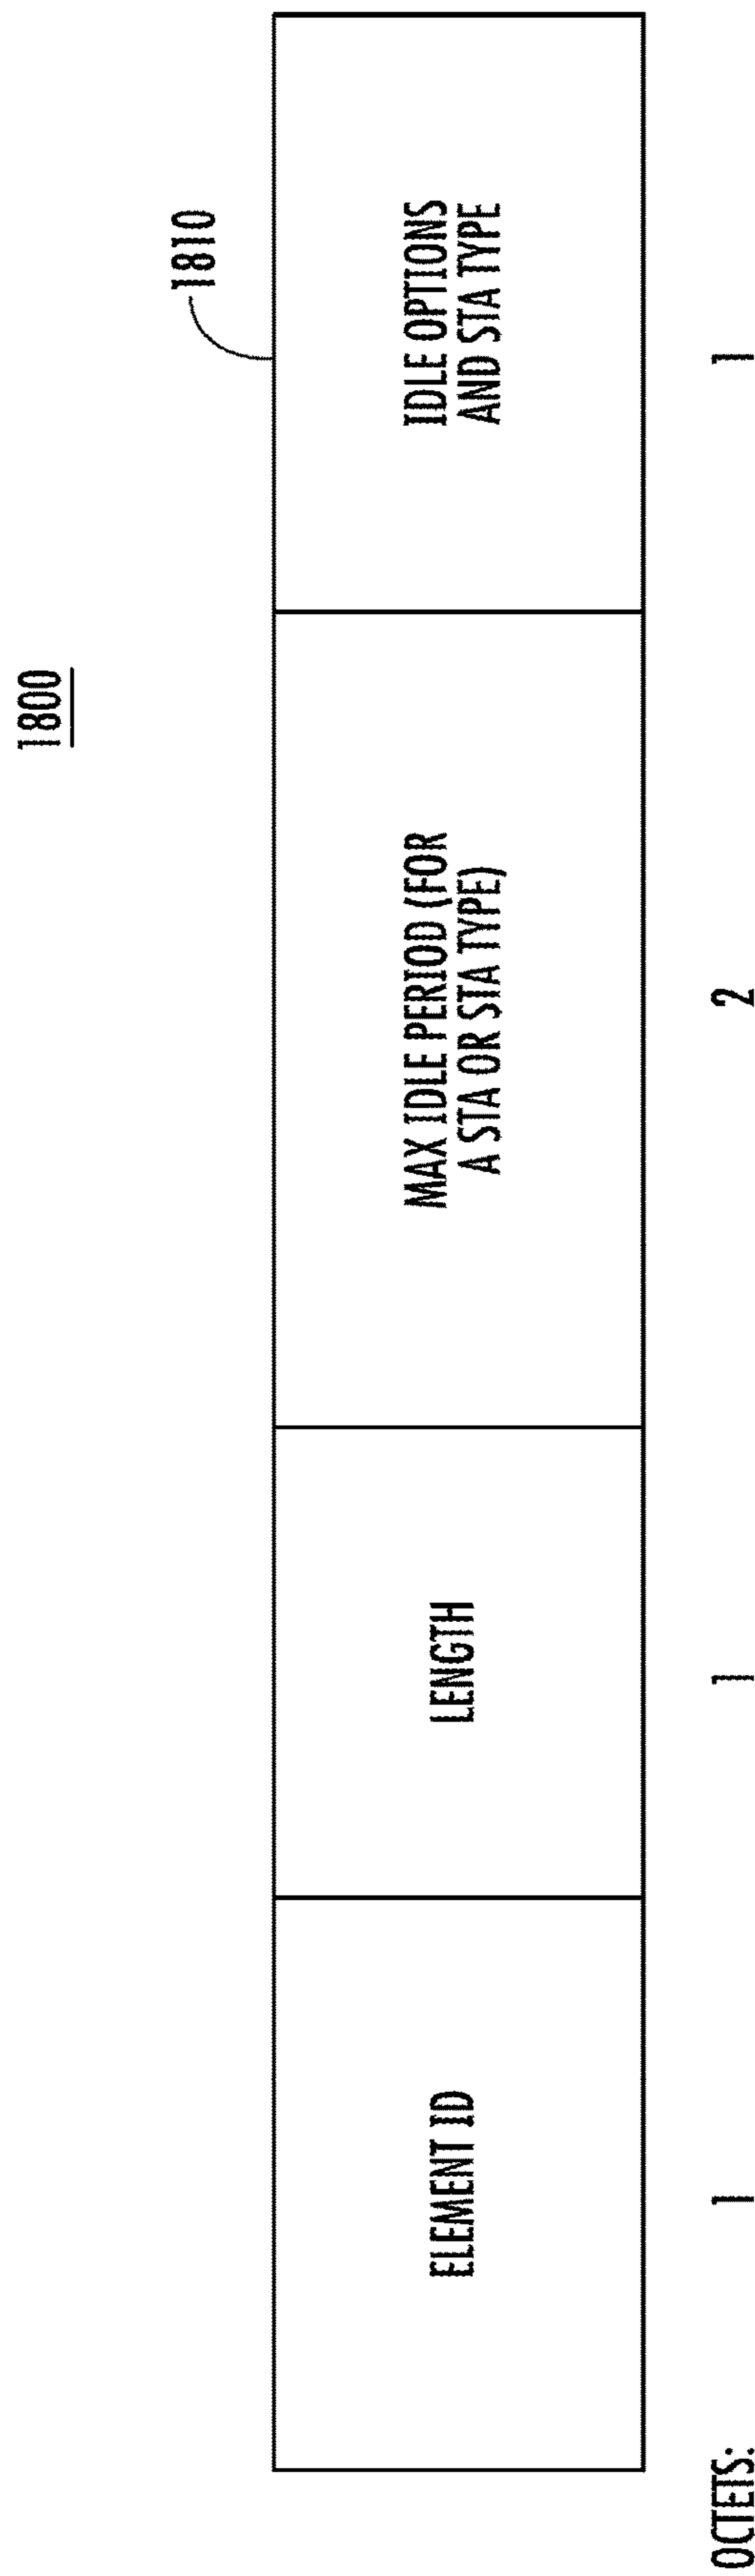 1800
1810
ELEMENT ID
LENGTH
MAX IDLE PERIOD (FOR
A STA OR STA TYPE)
IDLE OPTIONS
AND STA TYPE
OCTETS: 1 1 2 1